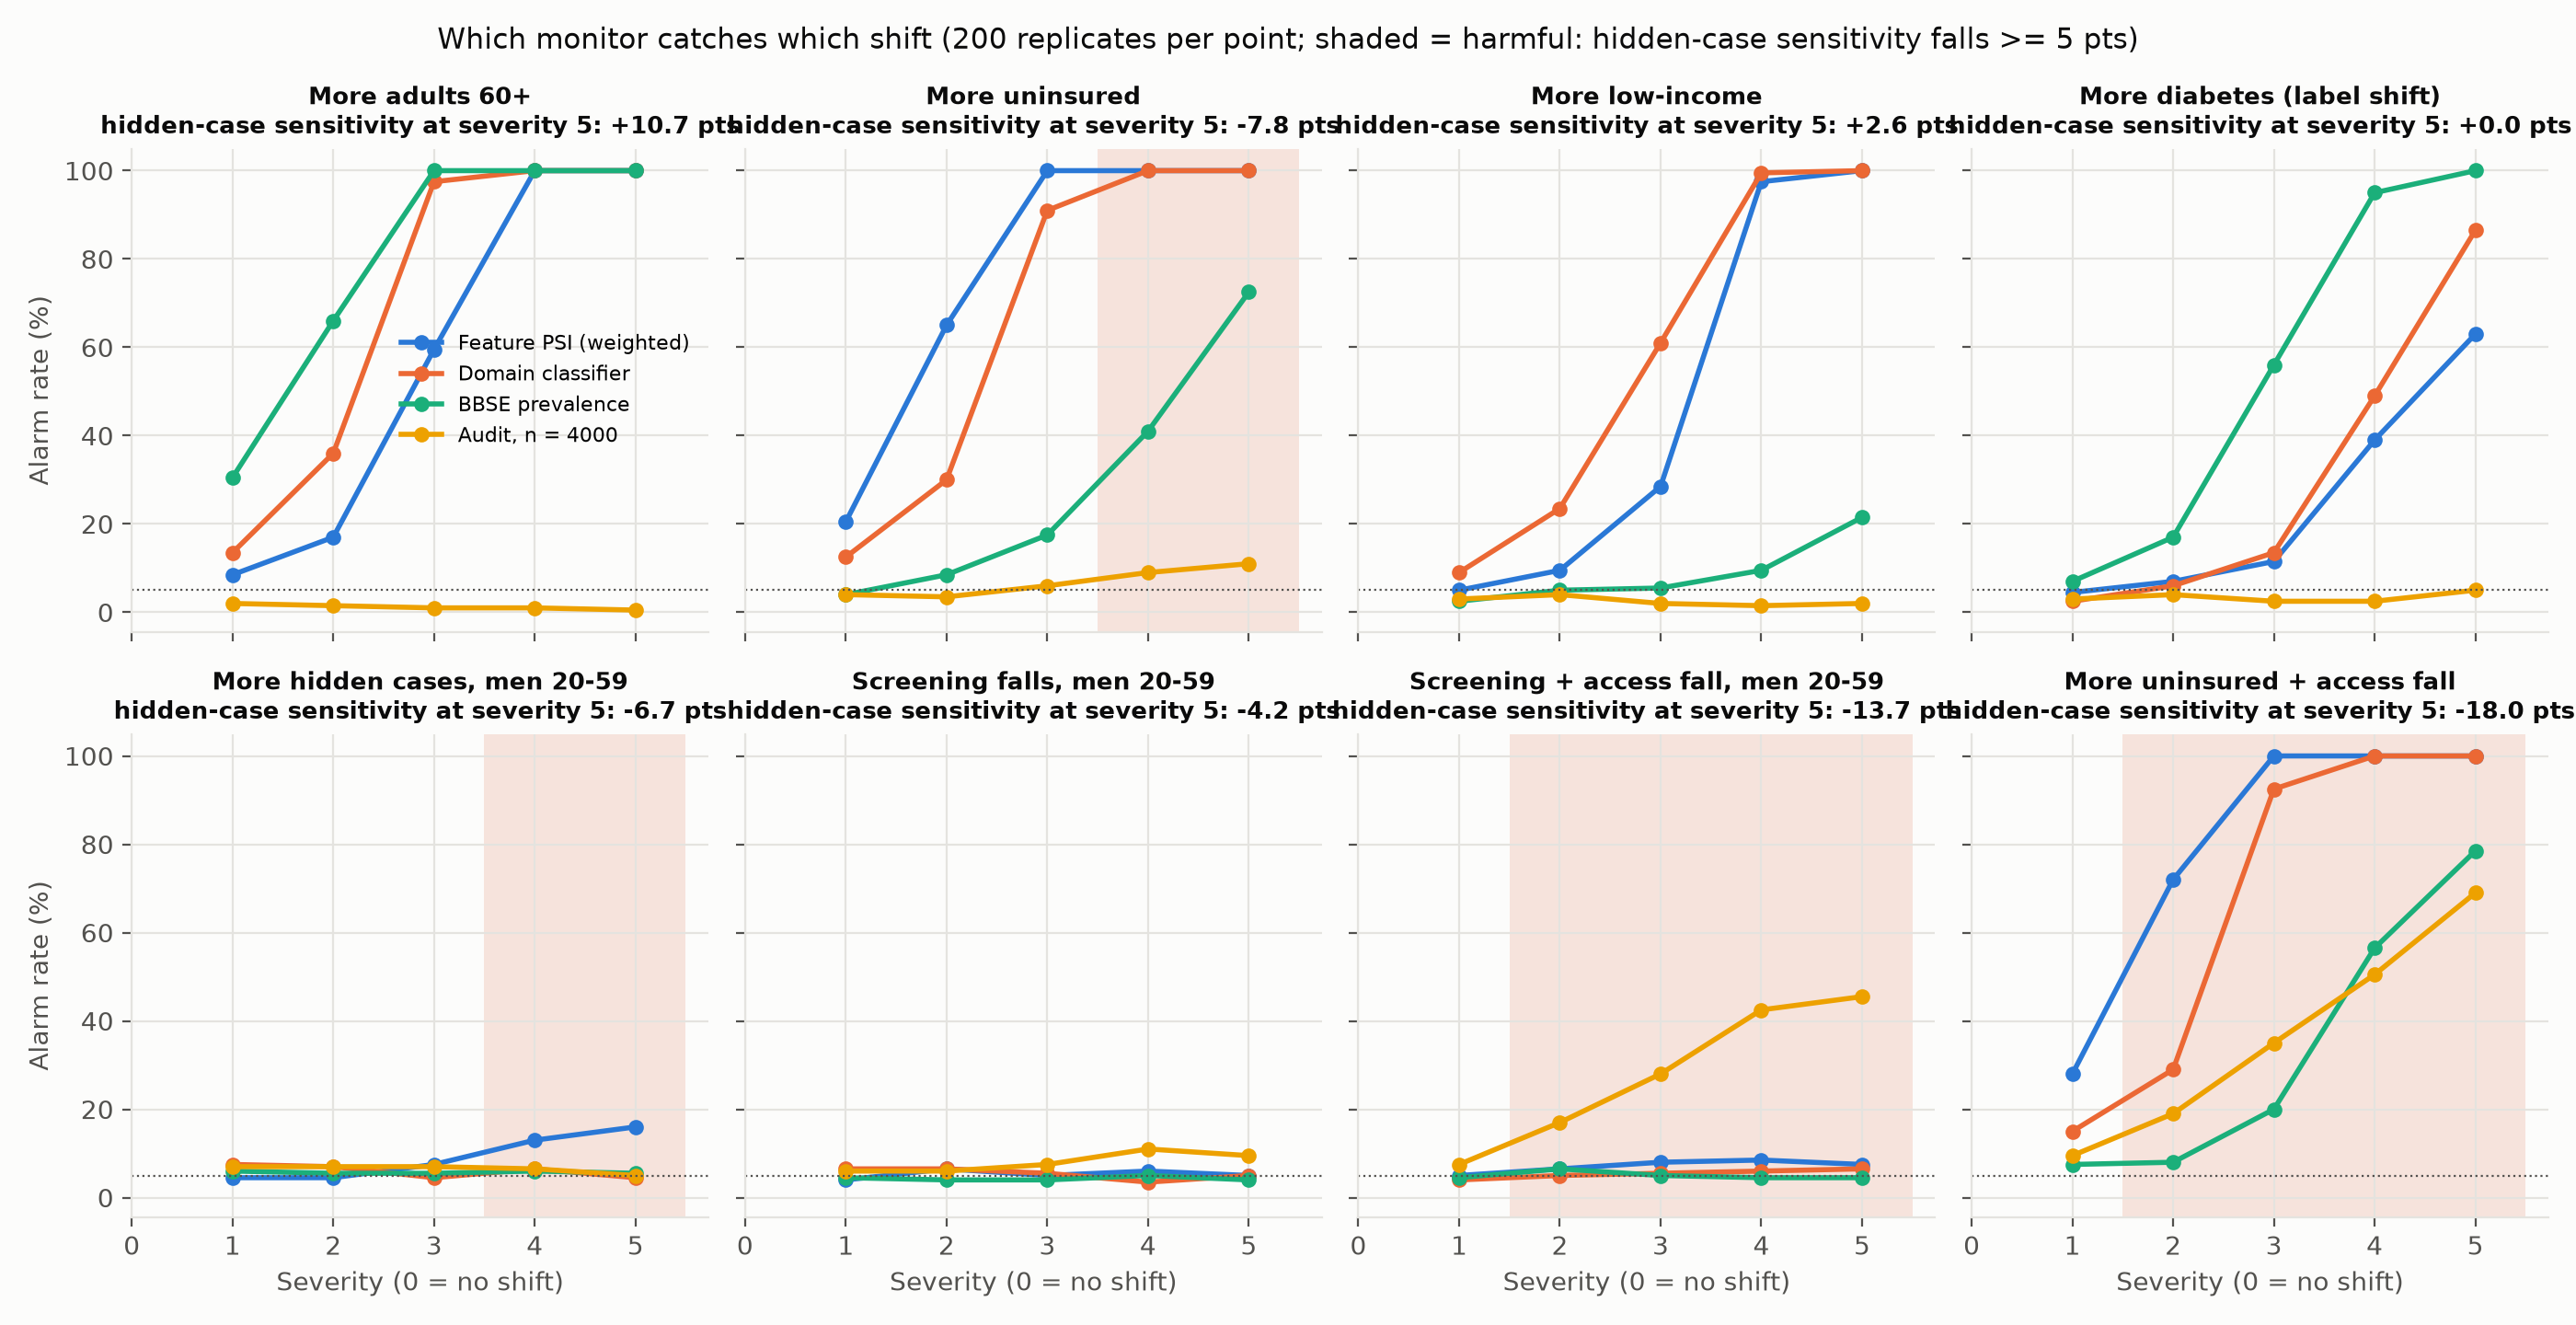 Which monitor catches which shift (200 replicates per point; shaded = harmful: hidden-case sensitivity falls >= 5 pts)
More adults 60+
hidden-case sensitivity at severity 5: +10.7 pts
More uninsured
hidden-case sensitivity at severity 5: -7.8 pts
More low-income
hidden-case sensitivity at severity 5: +2.6 pts
More diabetes (label shift)
hidden-case sensitivity at severity 5: +0.0 pts
Alarm rate (%)
100
80
60
40
20
0
Feature PSI (weighted)
Domain classifier
BBSE prevalence
Audit, n = 4000
More hidden cases, men 20-59
hidden-case sensitivity at severity 5: -6.7 pts
Screening falls, men 20-59
hidden-case sensitivity at severity 5: -4.2 pts
Screening + access fall, men 20-59
hidden-case sensitivity at severity 5: -13.7 pts
More uninsured + access fall
hidden-case sensitivity at severity 5: -18.0 pts
Alarm rate (%)
100
80
60
40
20
0
0 1 2 3 4 5
0 1 2 3 4 5
0 1 2 3 4 5
0 1 2 3 4 5
Severity (0 = no shift)
Severity (0 = no shift)
Severity (0 = no shift)
Severity (0 = no shift)